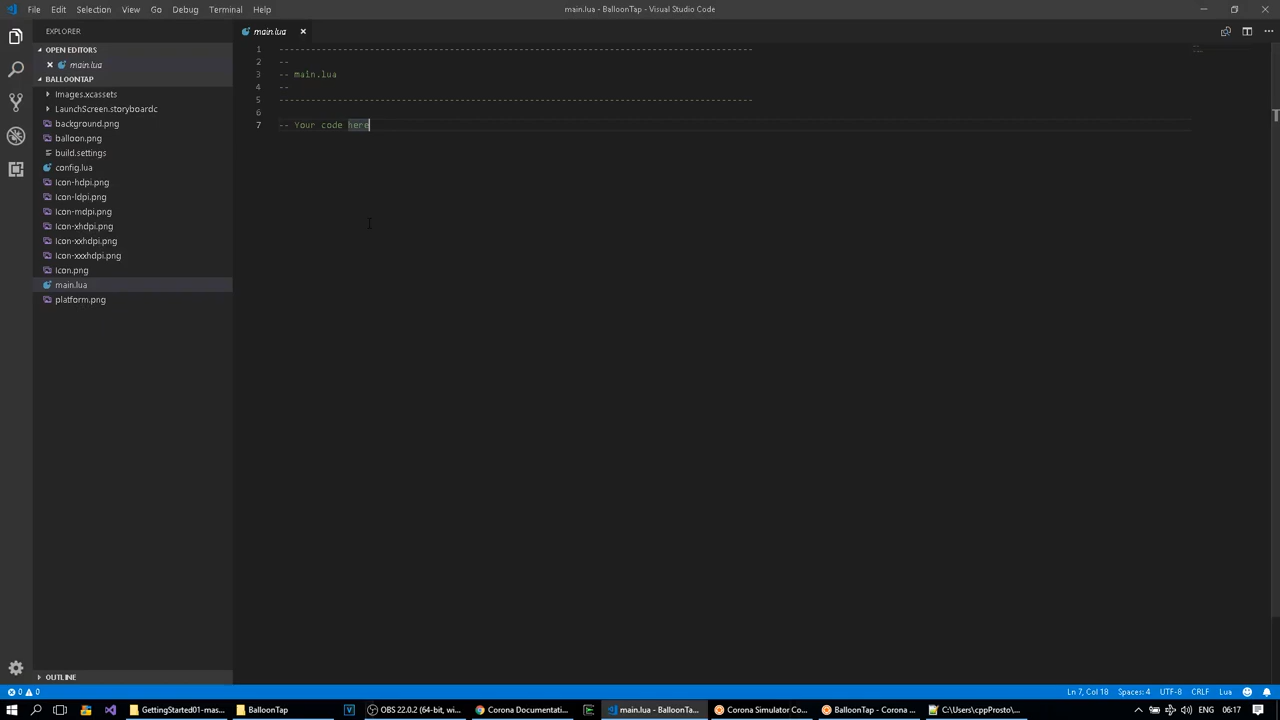 File Edit Selection View Go Debug Terminal Help
main.lua - BalloonTap - Visual Studio Code
EXPLORER
main.lua
OPEN EDITORS
main.lua
BALLOONTAP
Images.xcassets
LaunchScreen.storyboardc
background.png
balloon.png
build.settings
config.lua
Icon-hdpi.png
Icon-ldpi.png
Icon-mdpi.png
Icon-xhdpi.png
Icon-xxhdpi.png
Icon-xxxhdpi.png
Icon.png
main.lua
platform.png
OUTLINE
1 -----------------------------------------------------------------------------------------
2 --
3 -- main.lua
4 --
5 -----------------------------------------------------------------------------------------
6
7 -- Your code here
0 0
Ln 7, Col 18 Spaces: 4 UTF-8 CRLF Lua
GettingStarted01-mas...
BalloonTap
OBS 22.0.2 (64-bit, wi...
Corona Documentati...
main.lua - BalloonTa...
Corona Simulator Co...
BalloonTap - Corona ...
C:\Users\cppProsto\...
ENG
06:17